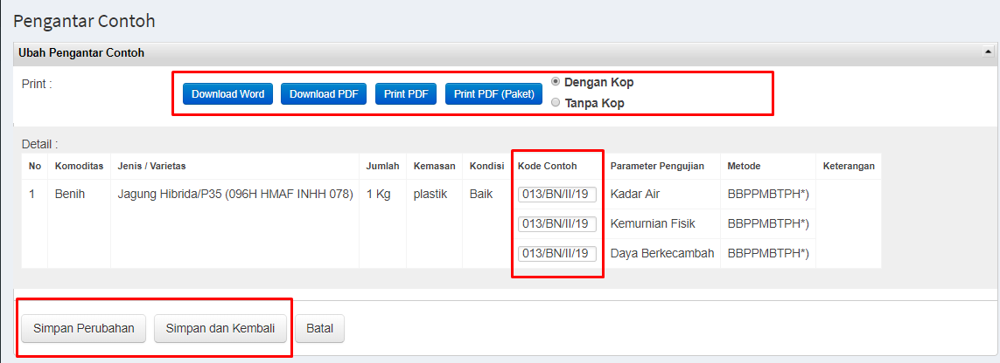 Pengantar Contoh
Ubah Pengantar Contoh
Print : Download Word Download PDF Print PDF Print PDF (Paket) Dengan Kop
Tanpa Kop
Detail :
No Komoditas Jenis / Varietas Jumlah Kemasan Kondisi Kode Contoh Parameter Pengujian Metode Keterangan
1 Benih Jagung Hibrida/P35 (096H HMAF INHH 078) 1 Kg plastik Baik 013/BN/II/19 Kadar Air BBPPMBTPH*)
013/BN/II/19 Kemurnian Fisik BBPPMBTPH*)
013/BN/II/19 Daya Berkecambah BBPPMBTPH*)
Simpan Perubahan Simpan dan Kembali Batal